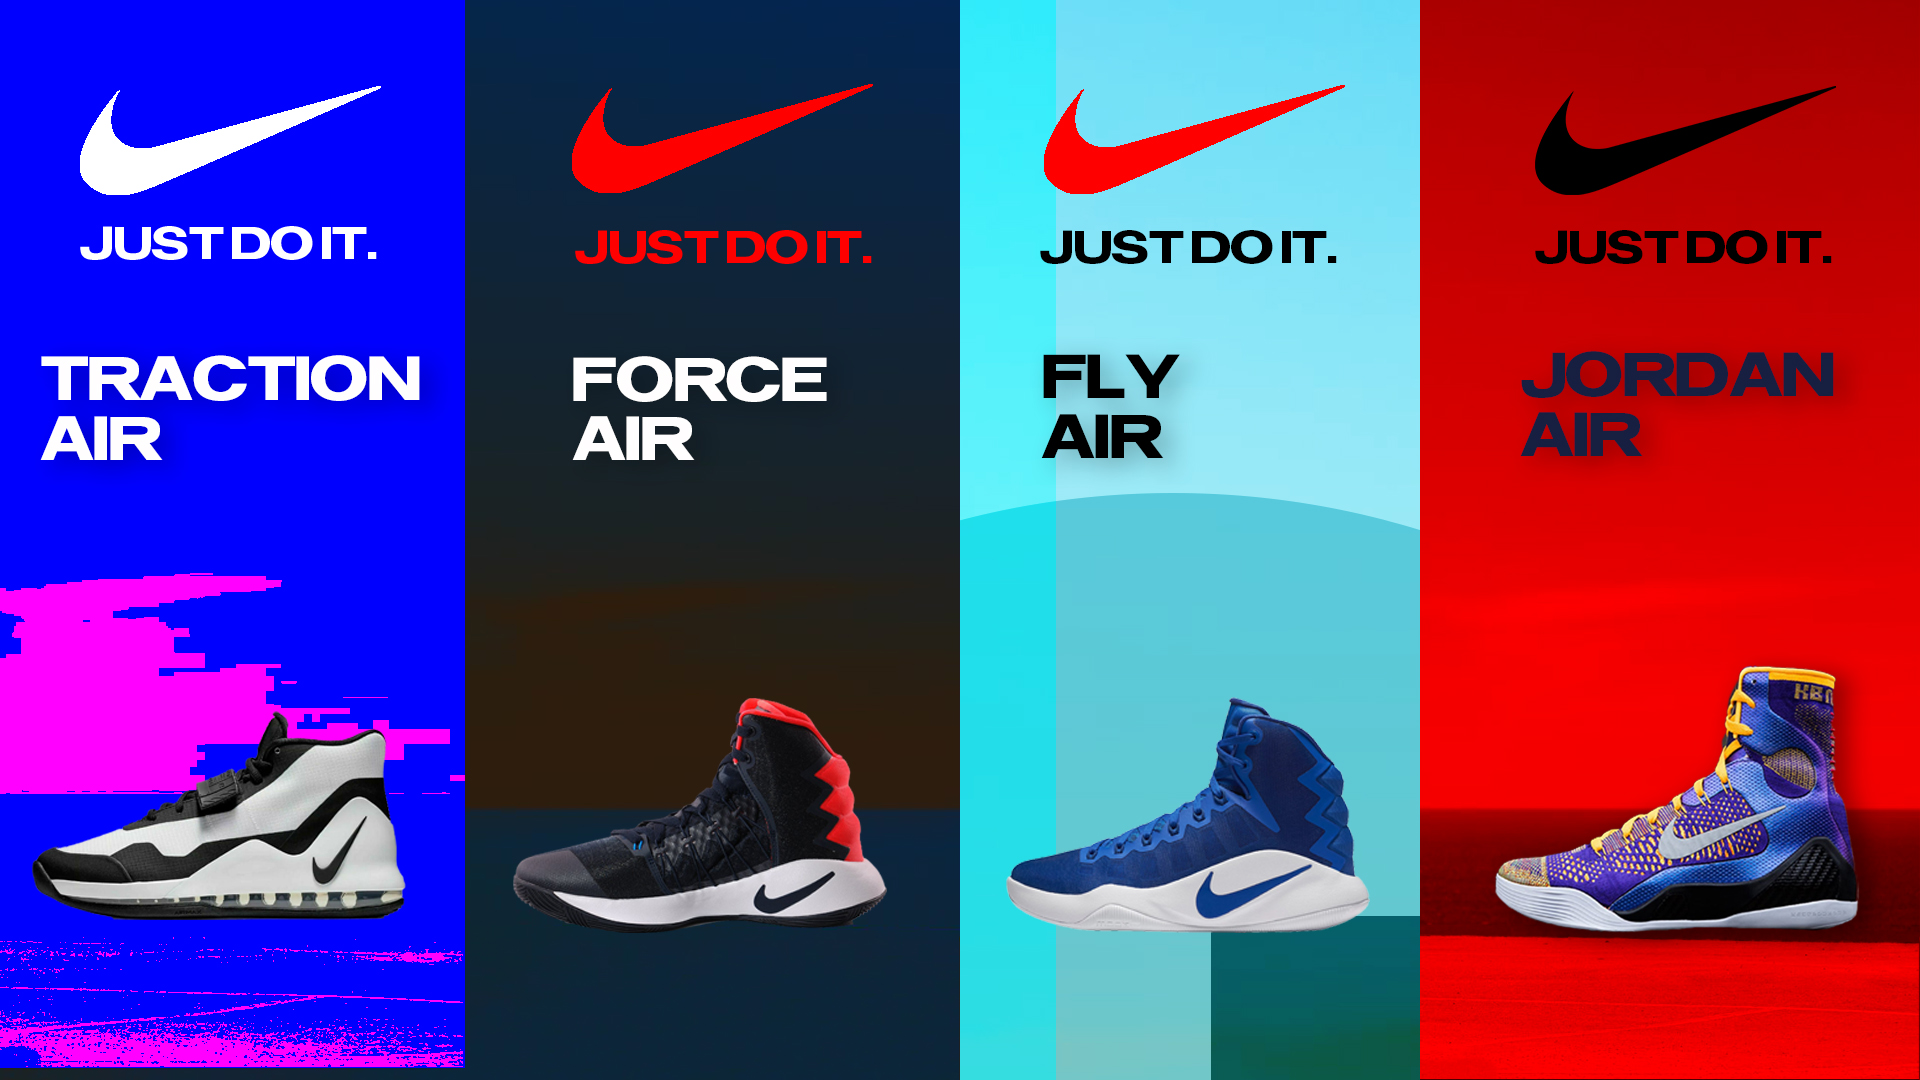 JUST DO IT.
TRACTION
AIR
JUST DO IT.
FORCE
AIR
JUST DO IT.
FLY
AIR
JUST DO IT.
JORDAN
AIR